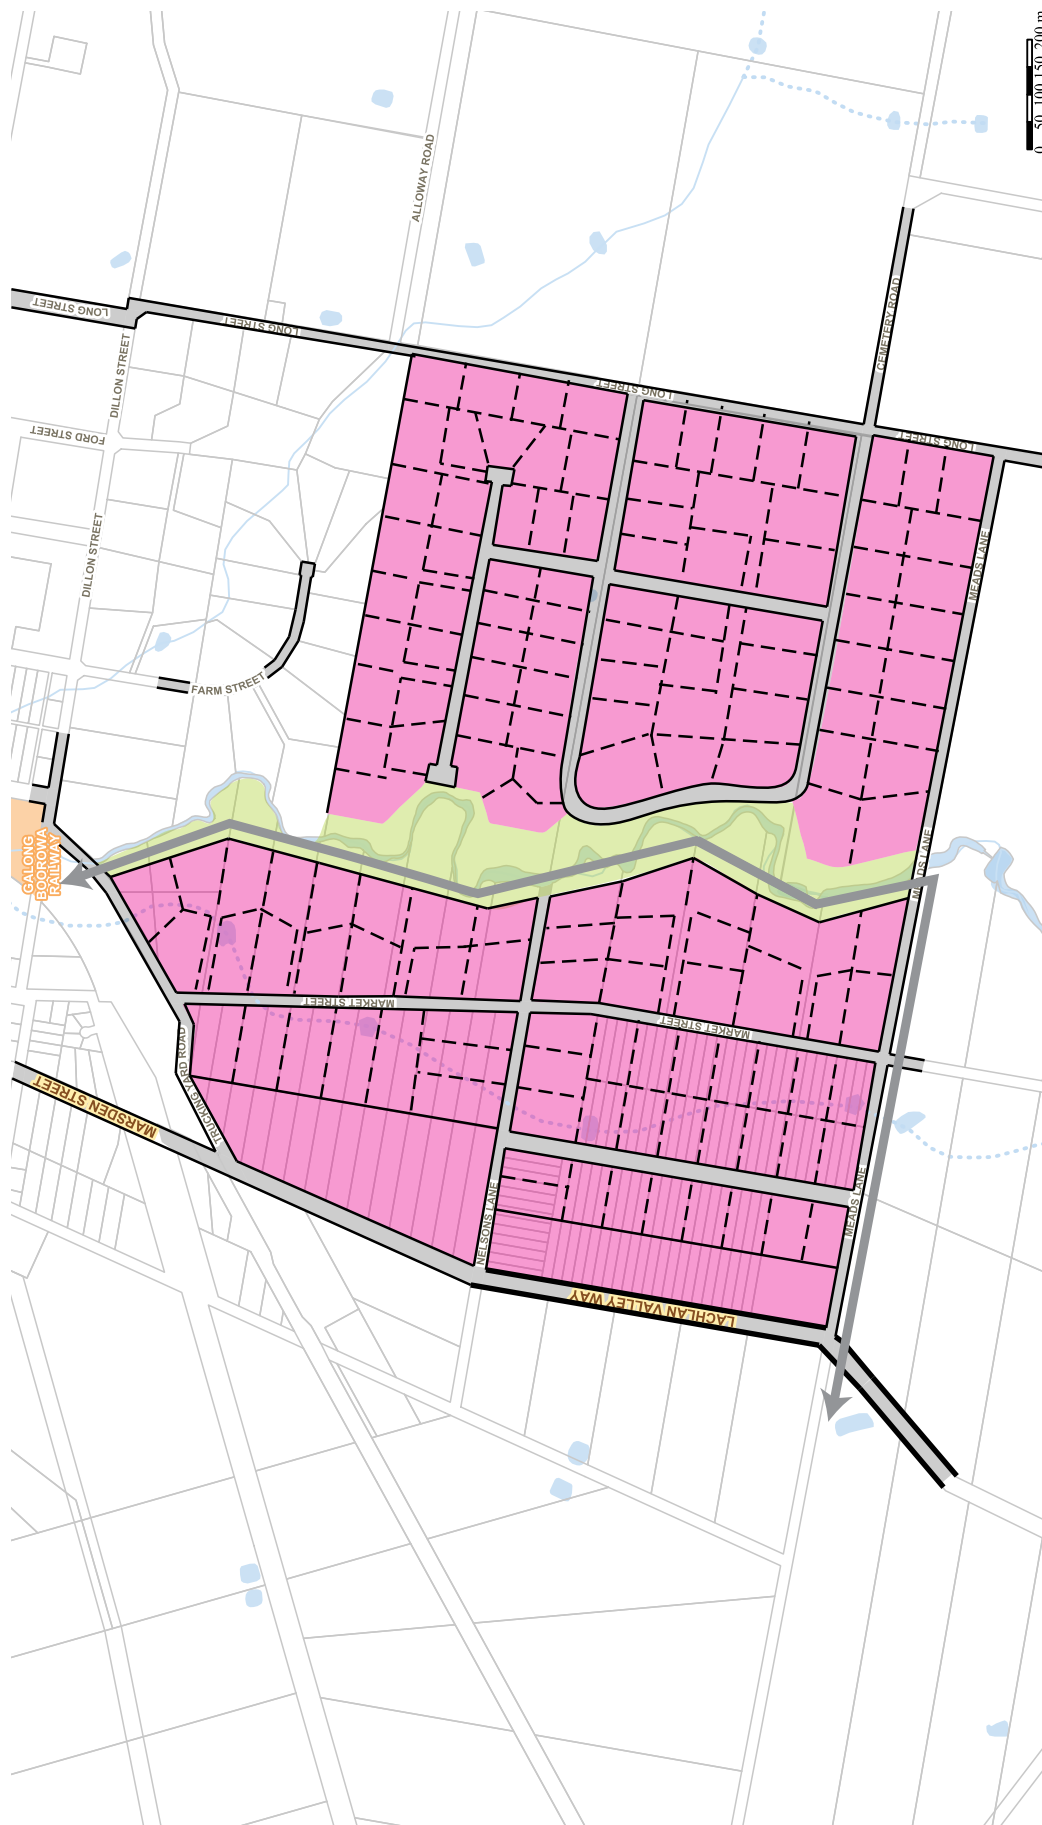 0 50 100 150 200 m
ALLOWAY ROAD
LONG STREET
LONG STREET
CEMETERY ROAD
DILLON STREET
LONG STREET
FORD STREET
LONG STREET
DILLON STREET
MEADS LANE
FARM STREET
GALONG
BOOROWA
RAILWAY
MEADS LANE
MARKET STREET
MARKET STREET
TRUCKING YARD ROAD
MARSDEN STREET
NELSONS LANE
MEADS LANE
LACHLAN VALLEY WAY